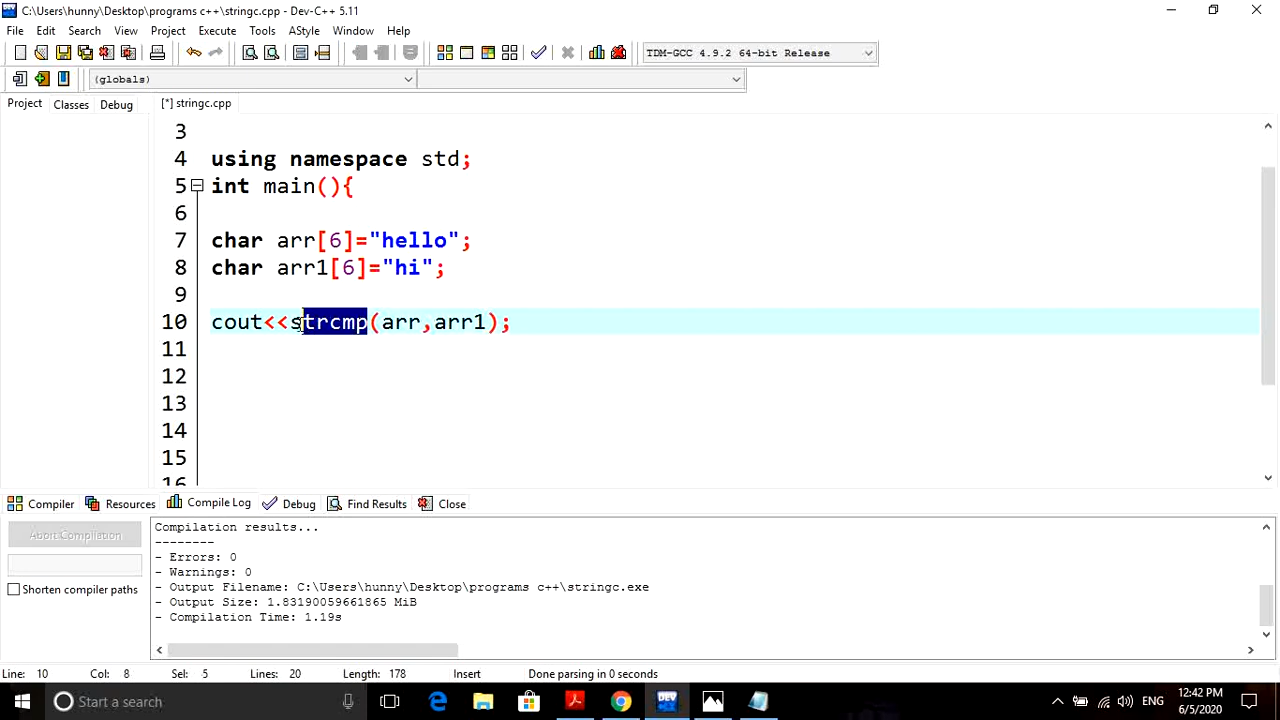 C:\Users\hunny\Desktop\programs c++\stringc.cpp - Dev-C++ 5.11
File Edit Search View Project Execute Tools AStyle Window Help
TDM-GCC 4.9.2 64-bit Release
(globals)
Project Classes Debug [*] stringc.cpp
3
4 using namespace std;
5 int main(){
6
7 char arr[6]="hello";
8 char arr1[6]="hi";
9
10 cout<<strcmp(arr,arr1);
11
12
13
14
15
16
Compiler Resources Compile Log Debug Find Results Close
Abort Compilation
Shorten compiler paths
Compilation results...
--------
- Errors: 0
- Warnings: 0
- Output Filename: C:\Users\hunny\Desktop\programs c++\stringc.exe
- Output Size: 1.83190059661865 MiB
- Compilation Time: 1.19s
Line: 10 Col: 8 Sel: 5 Lines: 20 Length: 178 Insert Done parsing in 0 seconds
Start a search DEV ENG 12:42 PM
6/5/2020